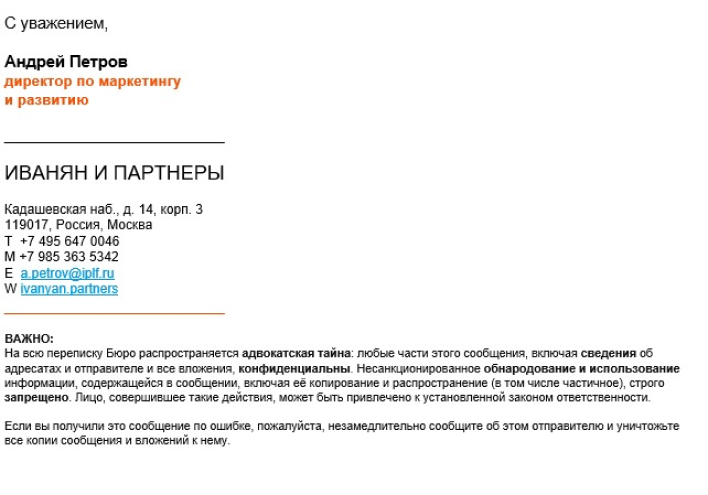 С уважением,
Андрей Петров
директор по маркетингу
и развитию
ИВАНЯН И ПАРТНЕРЫ
Кадашевская наб., д. 14, корп. 3
119017, Россия, Москва
T +7 495 647 0046
M +7 985 363 5342
E a.petrov@iplf.ru
W ivanyan.partners
ВАЖНО:
На всю переписку Бюро распространяется адвокатская тайна: любые части этого сообщения, включая сведения об
адресатах и отправителе и все вложения, конфиденциальны. Несанкционированное обнародование и использование
информации, содержащейся в сообщении, включая её копирование и распространение (в том числе частичное), строго
запрещено. Лицо, совершившее такие действия, может быть привлечено к установленной законом ответственности.
Если вы получили это сообщение по ошибке, пожалуйста, незамедлительно сообщите об этом отправителю и уничтожьте
все копии сообщения и вложений к нему.